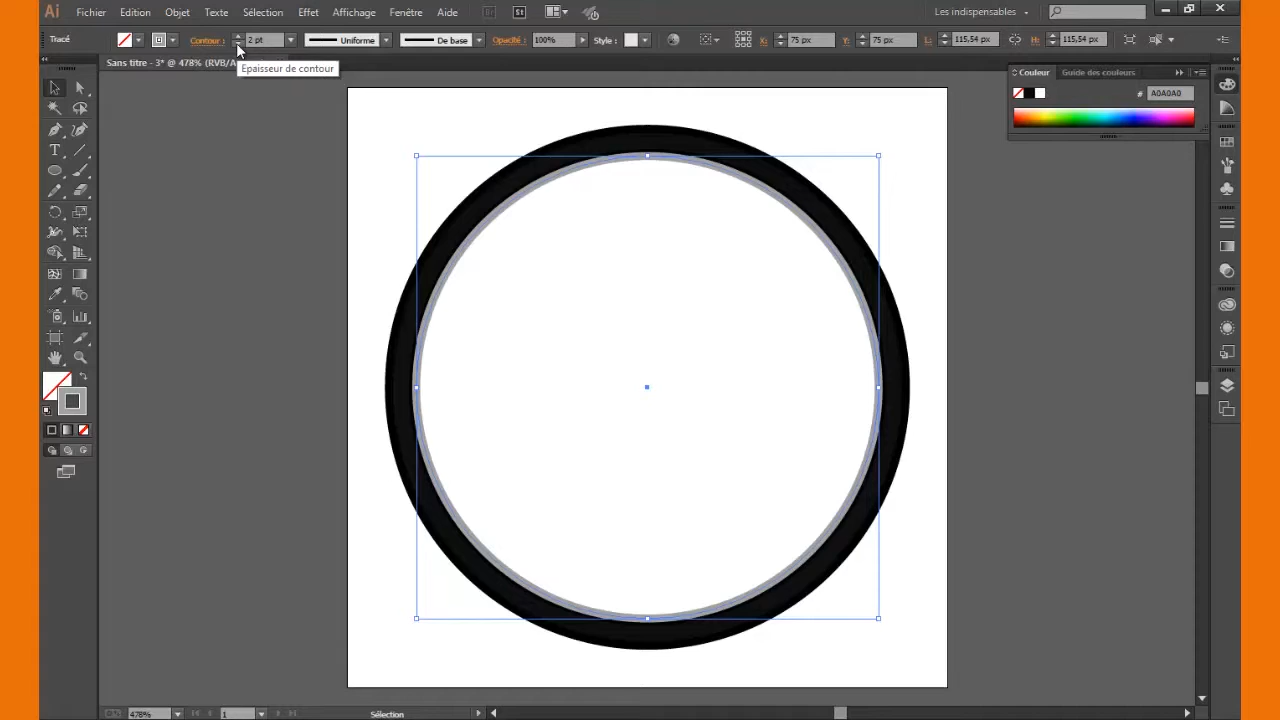 Ai Fichier Edition Objet Texte Sélection Effet Affichage Fenêtre Aide Br St Les indispensables
Tracé Contour : 2 pt Uniforme De base Opacité : 100% Style : X: 75 px Y: 75 px L: 115,54 px H: 115,54 px
Sans titre - 3* @ 478% (RVB/A
Epaisseur de contour
Couleur Guide des couleurs
# A0A0A0
478% 1 Sélection